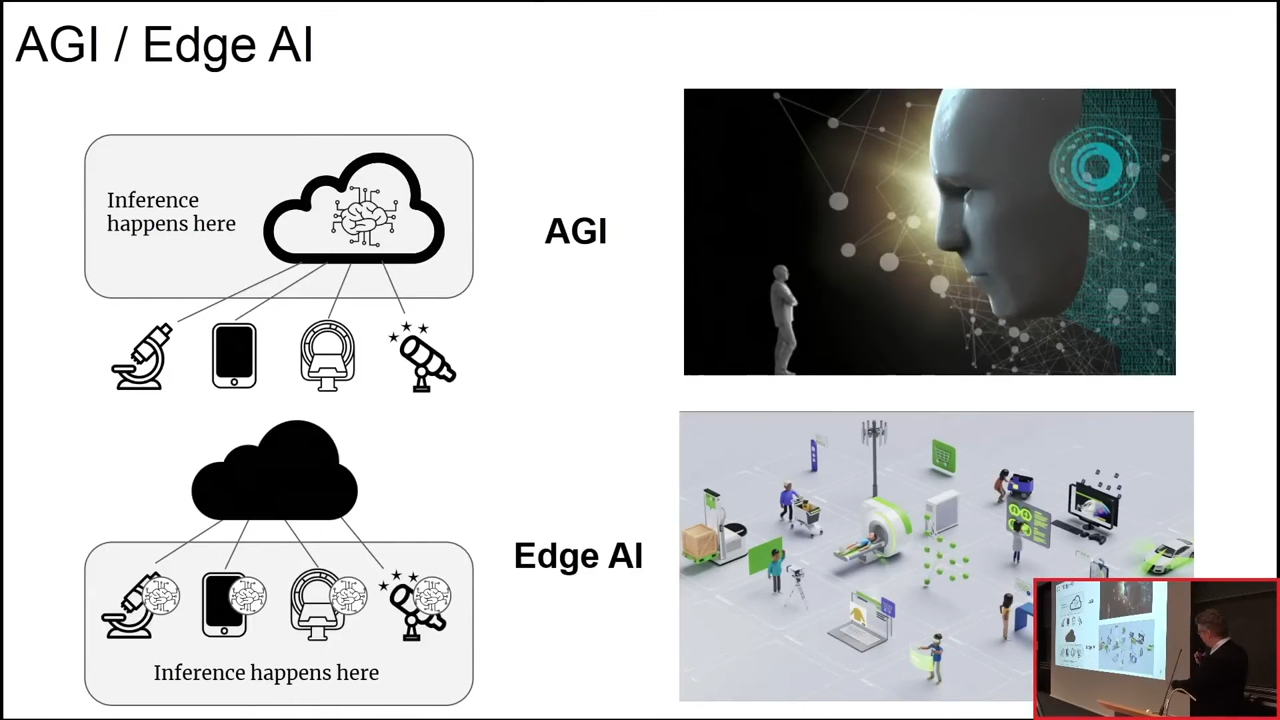 AGI / Edge AI
Inference
happens here
AGI
Edge AI
Inference happens here